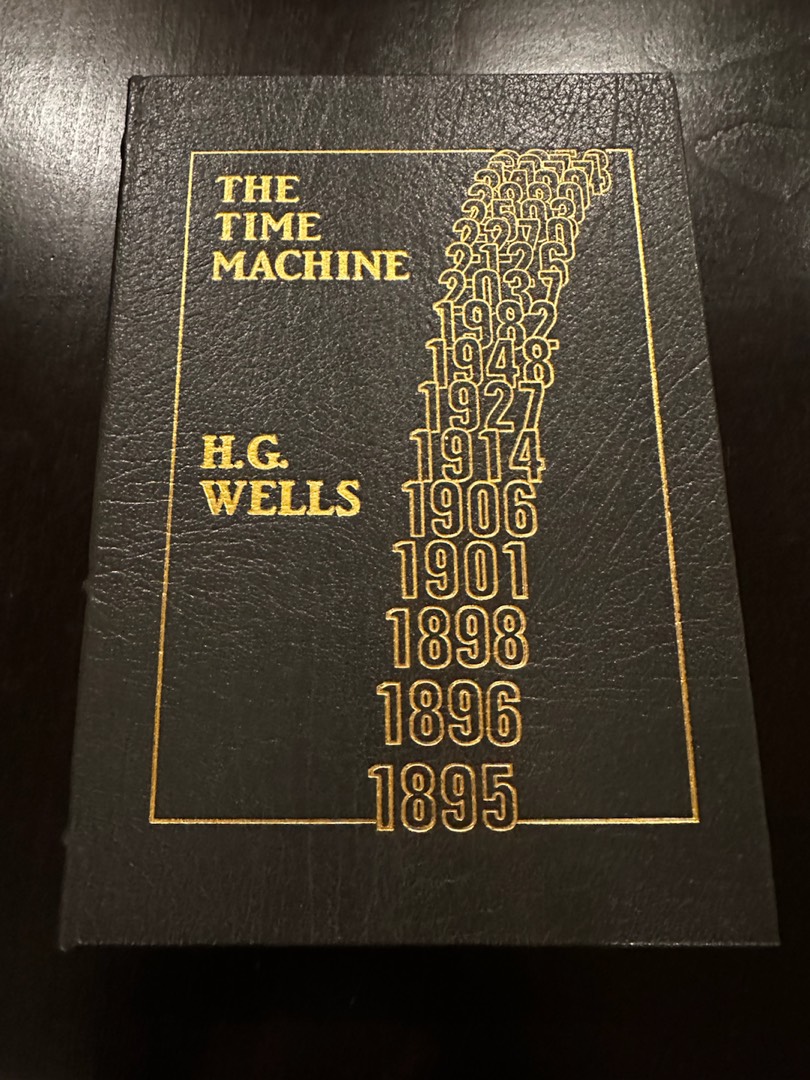 THE
TIME
MACHINE
2126
2037
1982
1948
1927
1914
H.G.
WELLS
1906
1901
1898
1896
1895